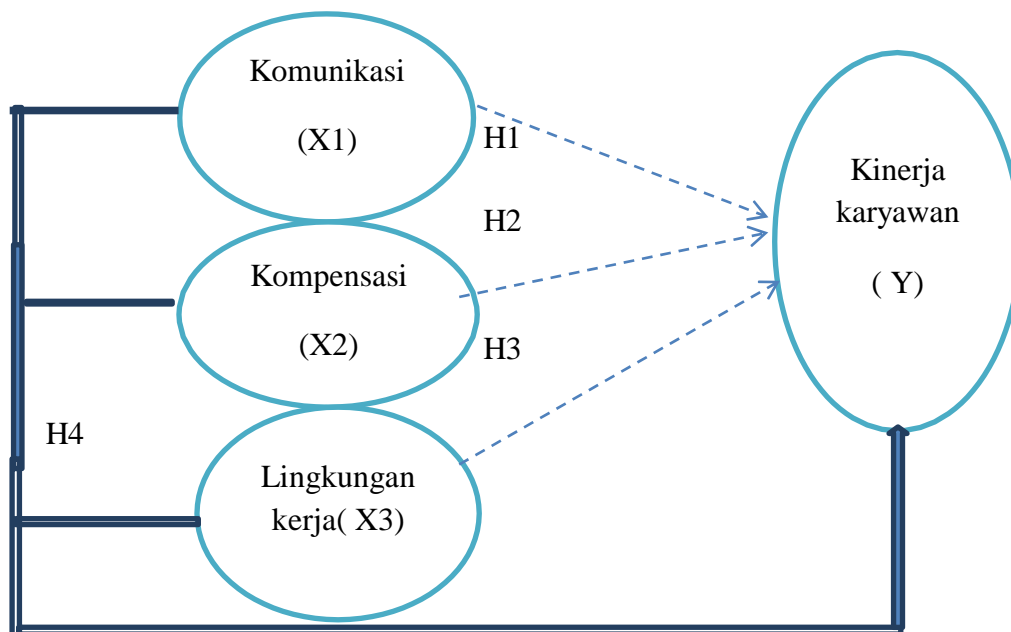 Komunikasi
(X1)
H1
Kinerja
karyawan
( Y)
H2
Kompensasi
(X2)
H3
H4
Lingkungan
kerja( X3)